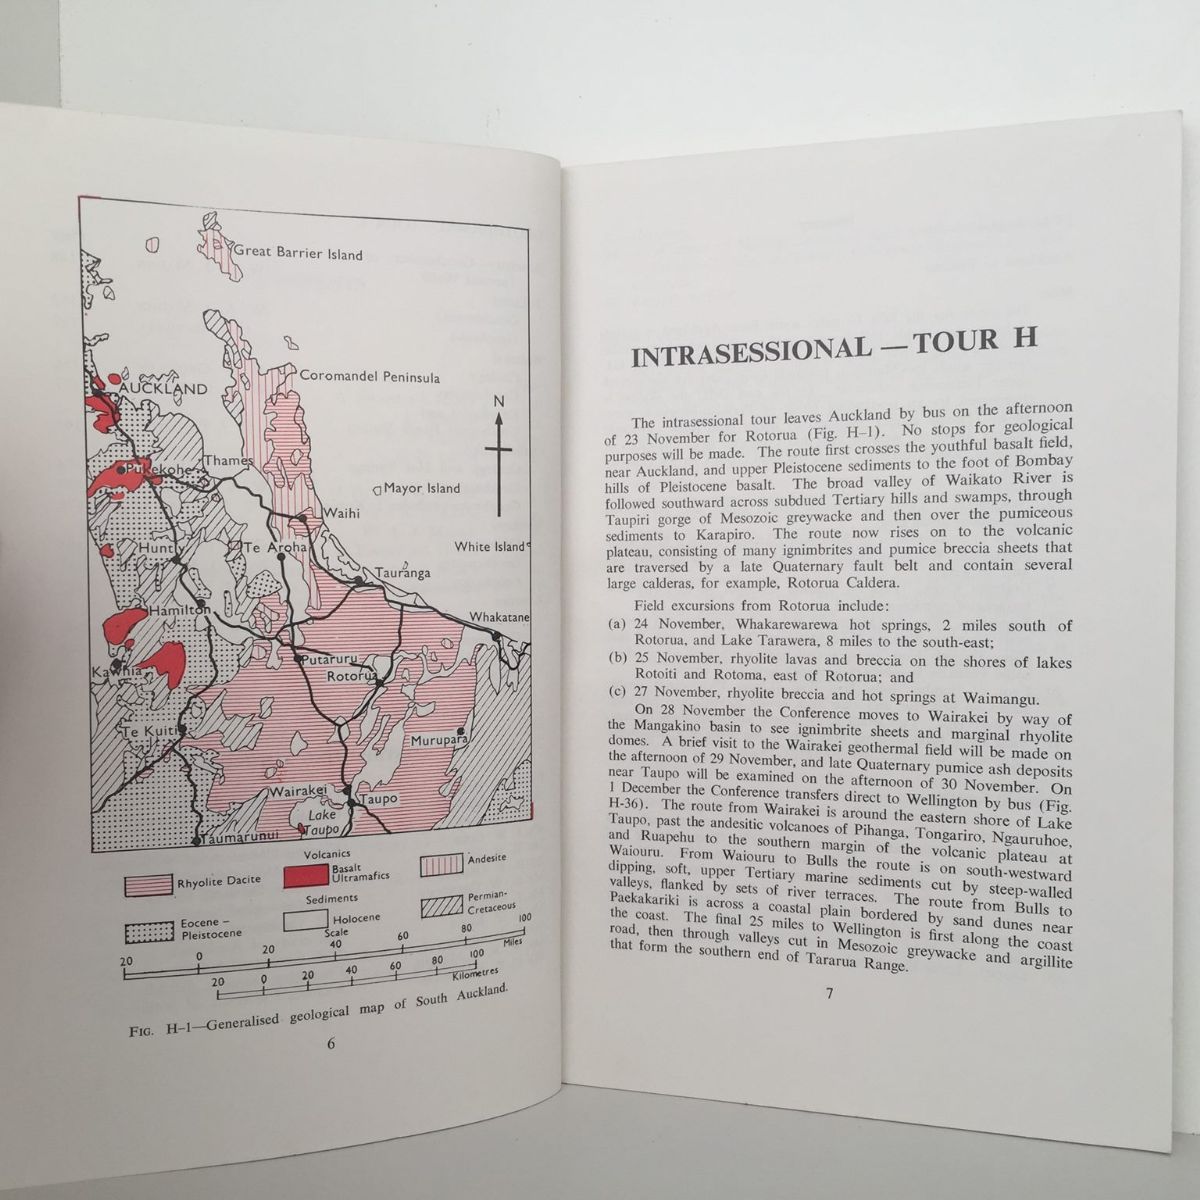 Great Barrier Island
Coromandel Peninsula
AUCKLAND
N
Pukekohe
Thames
Mayor Island
Waihi
White Island
Huntly
Te Aroha
Tauranga
Hamilton
Whakatane
Kawhia
Putaruru
Rotorua
Te Kuiti
Murupara
Wairakei
Taupo
Lake
Taupo
Taumarunui
Volcanics
Rhyolite Dacite
Basalt
Ultramafics
Andesite
Sediments
Eocene –
Pleistocene
Holocene
Permian-
Cretaceous
Scale
20 0 20 40 60 80 100
Miles
20 0 20 40 60 80 100
Kilometres
FIG. H–1—Generalised geological map of South Auckland.
6
INTRASESSIONAL — TOUR H
The intrasessional tour leaves Auckland by bus on the afternoon
of 23 November for Rotorua (Fig. H–1). No stops for geological
purposes will be made. The route first crosses the youthful basalt field,
near Auckland, and upper Pleistocene sediments to the foot of Bombay
hills of Pleistocene basalt. The broad valley of Waikato River is
followed southward across subdued Tertiary hills and swamps, through
Taupiri gorge of Mesozoic greywacke and then over the pumiceous
sediments to Karapiro. The route now rises on to the volcanic
plateau, consisting of many ignimbrites and pumice breccia sheets that
are traversed by a late Quaternary fault belt and contain several
large calderas, for example, Rotorua Caldera.
Field excursions from Rotorua include:
(a) 24 November, Whakarewarewa hot springs, 2 miles south of
Rotorua, and Lake Tarawera, 8 miles to the south-east;
(b) 25 November, rhyolite lavas and breccia on the shores of lakes
Rotoiti and Rotoma, east of Rotorua; and
(c) 27 November, rhyolite breccia and hot springs at Waimangu.
On 28 November the Conference moves to Wairakei by way of
the Mangakino basin to see ignimbrite sheets and marginal rhyolite
domes. A brief visit to the Wairakei geothermal field will be made on
the afternoon of 29 November, and late Quaternary pumice ash deposits
near Taupo will be examined on the afternoon of 30 November. On
1 December the Conference transfers direct to Wellington by bus (Fig.
H-36). The route from Wairakei is around the eastern shore of Lake
Taupo, past the andesitic volcanoes of Pihanga, Tongariro, Ngauruhoe,
and Ruapehu to the southern margin of the volcanic plateau at
Waiouru. From Waiouru to Bulls the route is on south-westward
dipping, soft, upper Tertiary marine sediments cut by steep-walled
valleys, flanked by sets of river terraces. The route from Bulls to
Paekakariki is across a coastal plain bordered by sand dunes near
the coast. The final 25 miles to Wellington is first along the coast
road, then through valleys cut in Mesozoic greywacke and argillite
that form the southern end of Tararua Range.
7